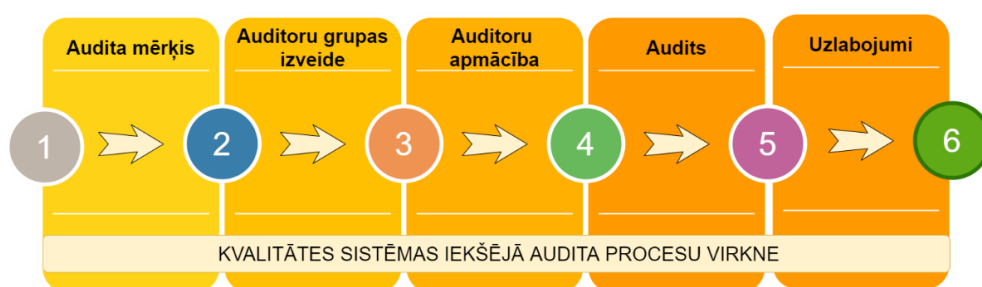 Audita mērķis
Auditoru grupas
izveide
Auditoru
apmācība
Audits
Uzlabojumi
1
2
3
4
5
6
KVALITĀTES SISTĒMAS IEKŠĒJĀ AUDITA PROCESU VIRKNE